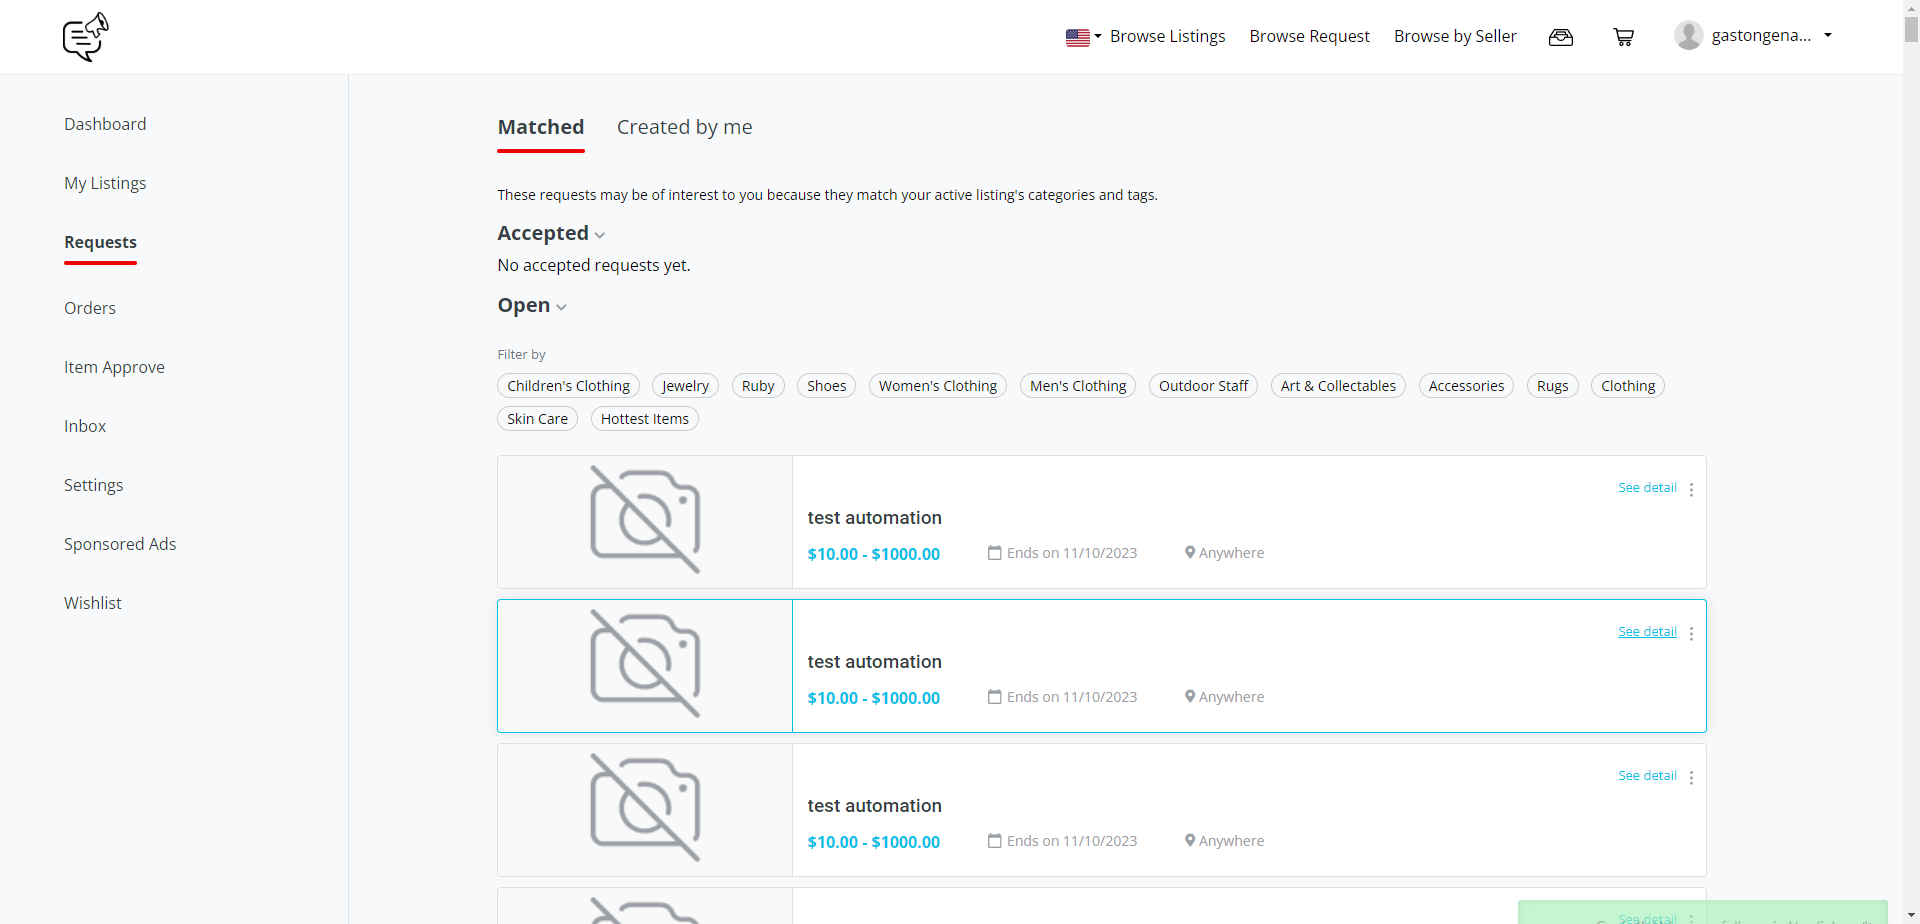 Browse Listings
Browse Request
Browse by Seller
gastongena...
Dashboard
My Listings
Requests
Orders
Item Approve
Inbox
Settings
Sponsored Ads
Wishlist
Matched
Created by me
These requests may be of interest to you because they match your active listing's categories and tags.
Accepted
No accepted requests yet.
Open
Filter by
Children's Clothing
Jewelry
Ruby
Shoes
Women's Clothing
Men's Clothing
Outdoor Staff
Art & Collectables
Accessories
Rugs
Clothing
Skin Care
Hottest Items
See detail
test automation
$10.00 - $1000.00
Ends on 11/10/2023
Anywhere
See detail
test automation
$10.00 - $1000.00
Ends on 11/10/2023
Anywhere
See detail
test automation
$10.00 - $1000.00
Ends on 11/10/2023
Anywhere
See detail